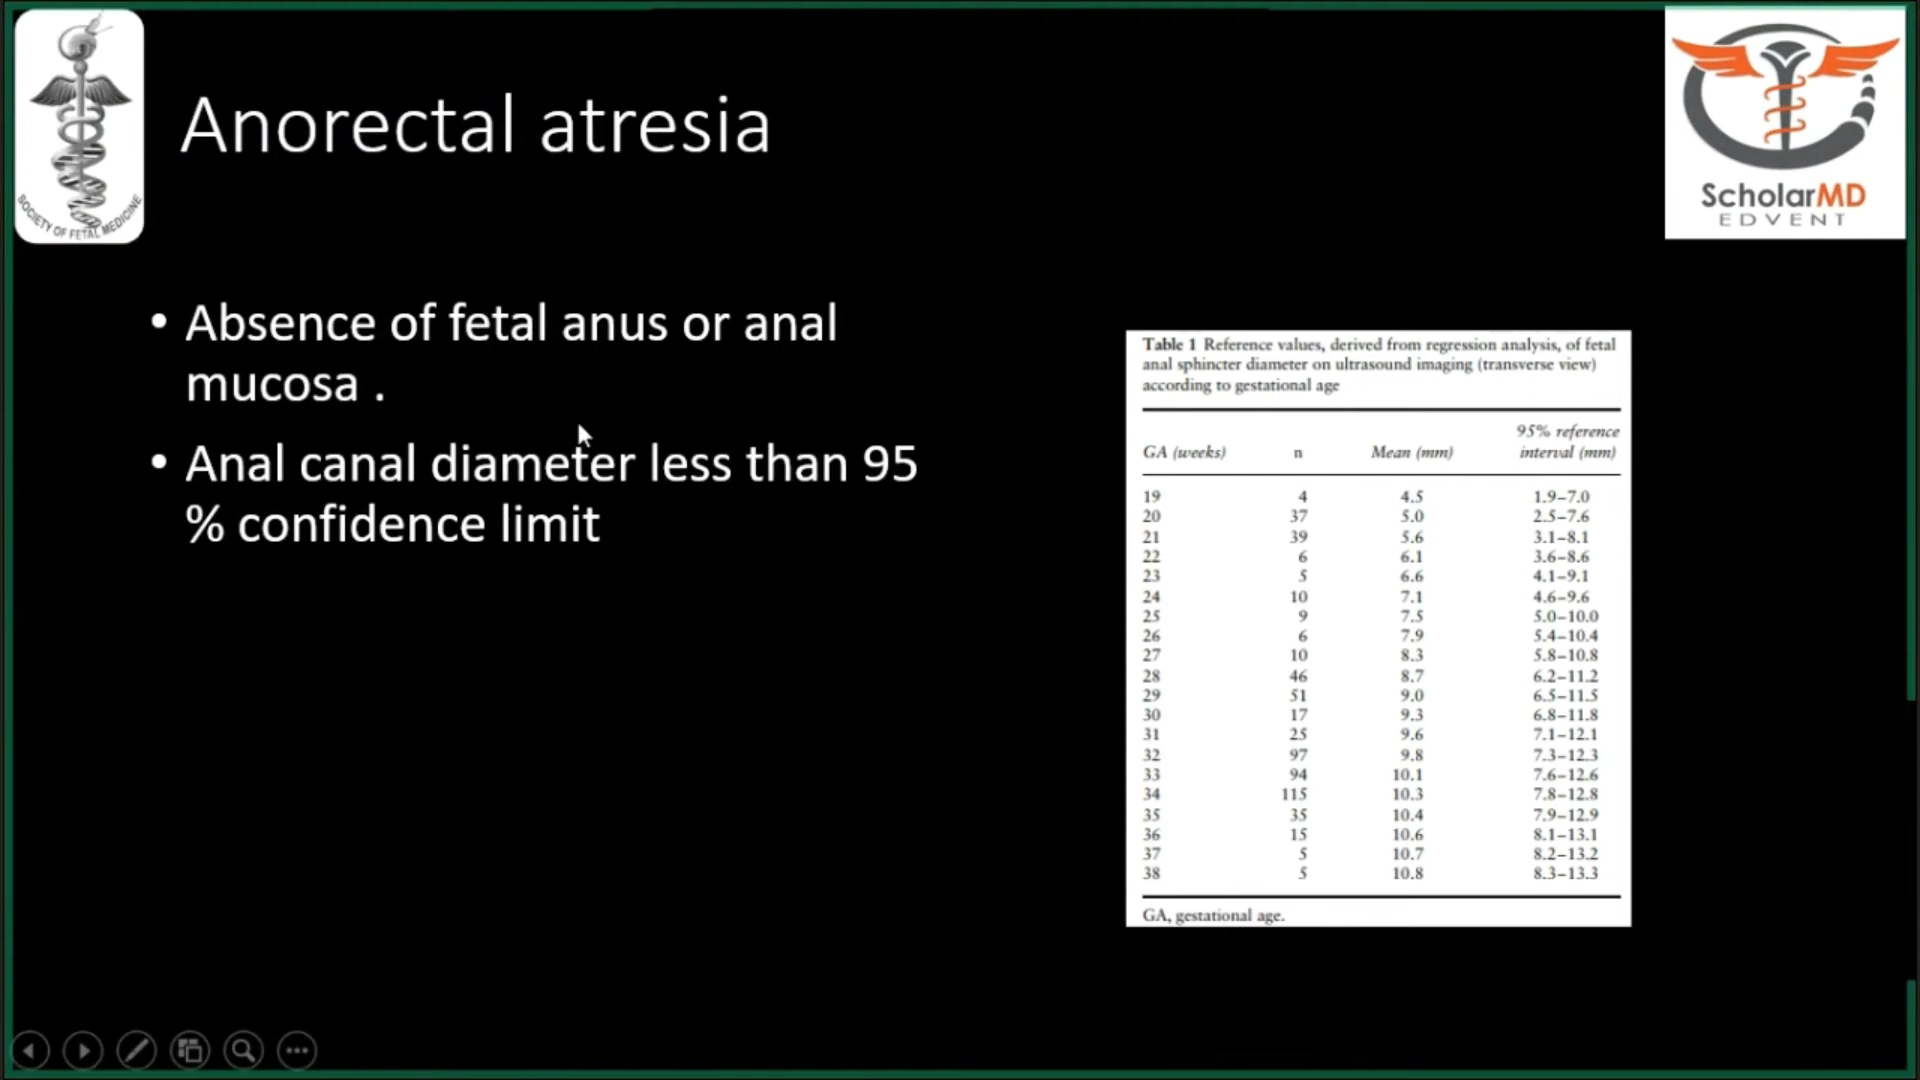 SOCIETY OF FETAL MEDICINE
Anorectal atresia
ScholarMD
EDVENT
• Absence of fetal anus or anal
mucosa .
• Anal canal diameter less than 95
% confidence limit
Table 1 Reference values, derived from regression analysis, of fetal
anal sphincter diameter on ultrasound imaging (transverse view)
according to gestational age
95% reference
GA (weeks) n Mean (mm) interval (mm)
19 4 4.5 1.9–7.0
20 37 5.0 2.5–7.6
21 39 5.6 3.1–8.1
22 6 6.1 3.6–8.6
23 5 6.6 4.1–9.1
24 10 7.1 4.6–9.6
25 9 7.5 5.0–10.0
26 6 7.9 5.4–10.4
27 10 8.3 5.8–10.8
28 46 8.7 6.2–11.2
29 51 9.0 6.5–11.5
30 17 9.3 6.8–11.8
31 25 9.6 7.1–12.1
32 97 9.8 7.3–12.3
33 94 10.1 7.6–12.6
34 115 10.3 7.8–12.8
35 35 10.4 7.9–12.9
36 15 10.6 8.1–13.1
37 5 10.7 8.2–13.2
38 5 10.8 8.3–13.3
GA, gestational age.